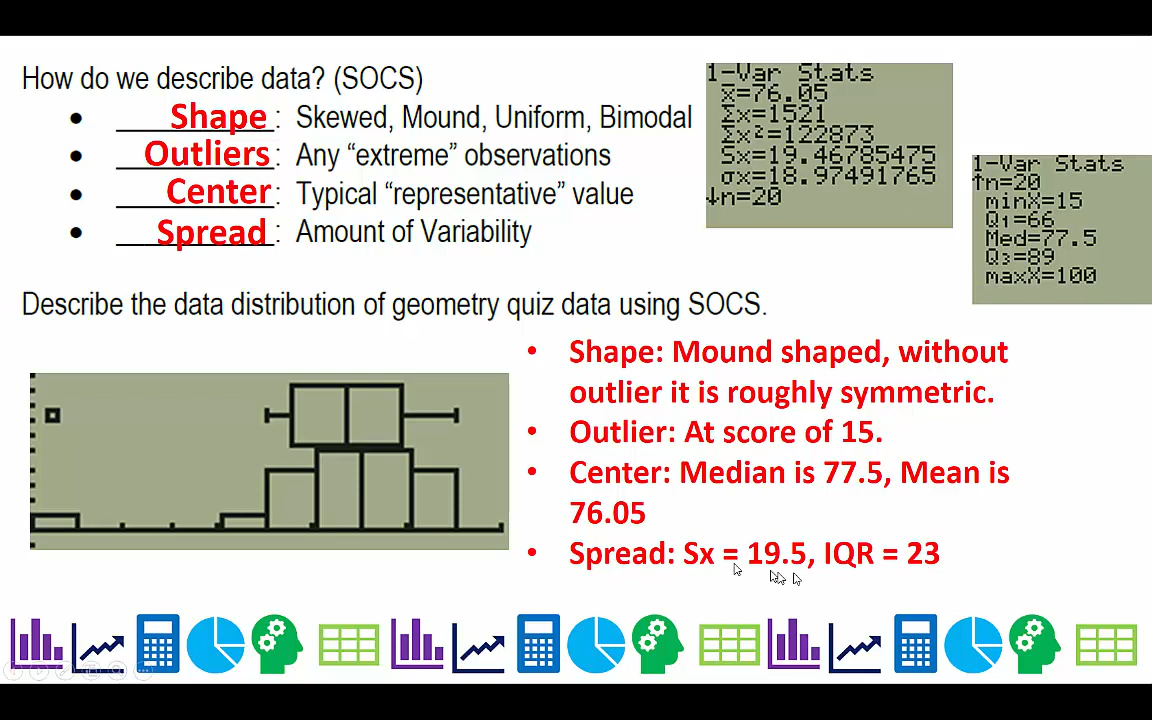 How do we describe data? (SOCS)
• Shape: Skewed, Mound, Uniform, Bimodal
• Outliers: Any “extreme” observations
• Center: Typical “representative” value
• Spread: Amount of Variability
1-Var Stats
x̄=76.05
Σx=1521
Σx²=122873
Sx=19.46785475
σx=18.97491765
↓n=20
1-Var Stats
↑n=20
minX=15
Q₁=66
Med=77.5
Q₃=89
maxX=100
Describe the data distribution of geometry quiz data using SOCS.
• Shape: Mound shaped, without
outlier it is roughly symmetric.
• Outlier: At score of 15.
• Center: Median is 77.5, Mean is
76.05
• Spread: Sx = 19.5, IQR = 23